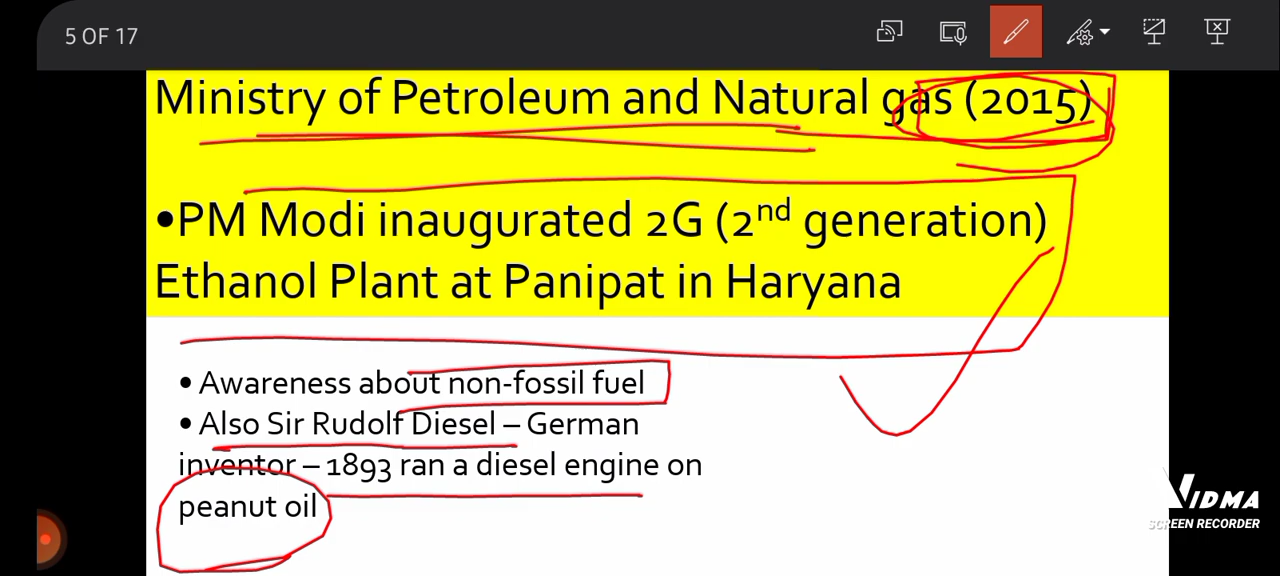 5 OF 17
Ministry of Petroleum and Natural gas (2015)
•PM Modi inaugurated 2G (2nd generation)
Ethanol Plant at Panipat in Haryana
• Awareness about non-fossil fuel
• Also Sir Rudolf Diesel – German
inventor – 1893 ran a diesel engine on
peanut oil
VIDMA
SCREEN RECORDER